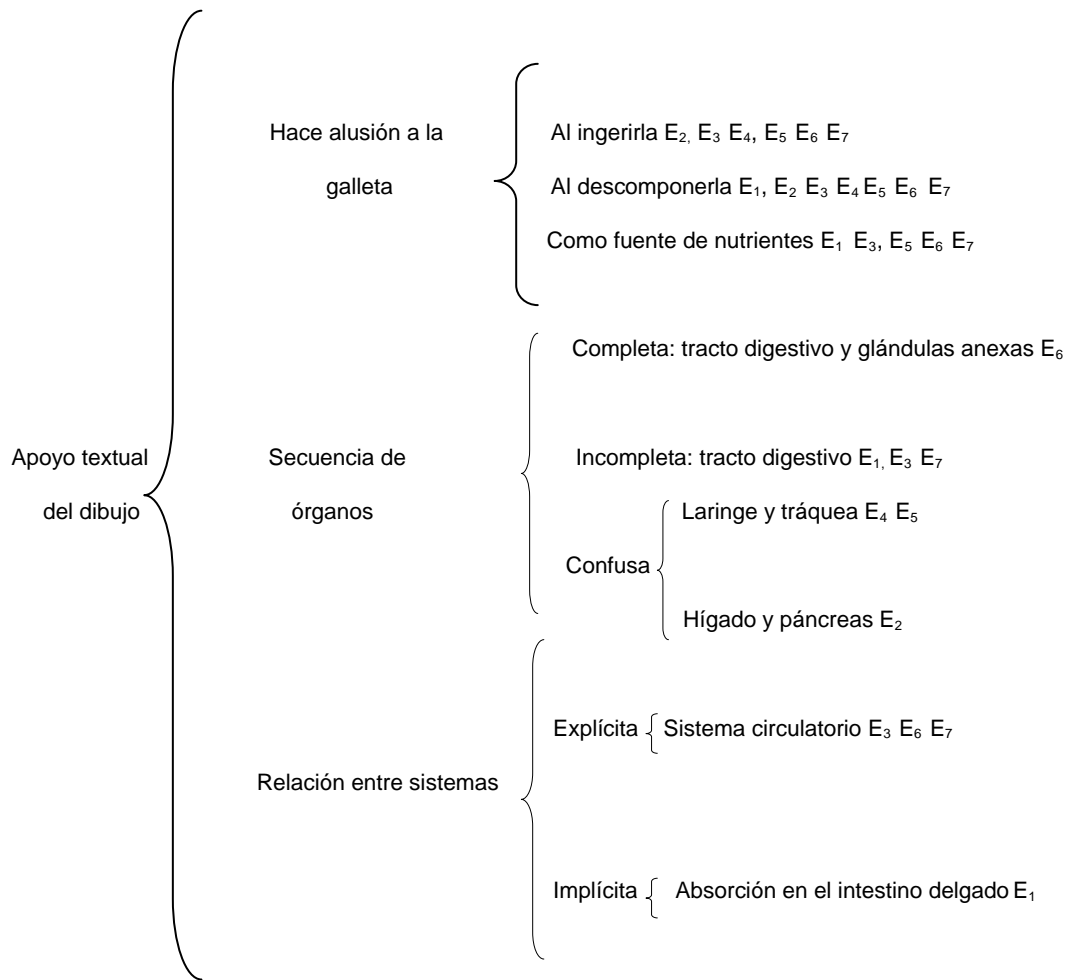 Hace alusión a la
galleta
Al ingerirla E₂, E₃ E₄, E₅ E₆ E₇
Al descomponerla E₁, E₂ E₃ E₄ E₅ E₆ E₇
Como fuente de nutrientes E₁ E₃, E₅ E₆ E₇
Completa: tracto digestivo y glándulas anexas E₆
Apoyo textual
del dibujo
Secuencia de
órganos
Incompleta: tracto digestivo E₁, E₃ E₇
Laringe y tráquea E₄ E₅
Confusa
Hígado y páncreas E₂
Explícita
Sistema circulatorio E₃ E₆ E₇
Relación entre sistemas
Implícita
Absorción en el intestino delgado E₁